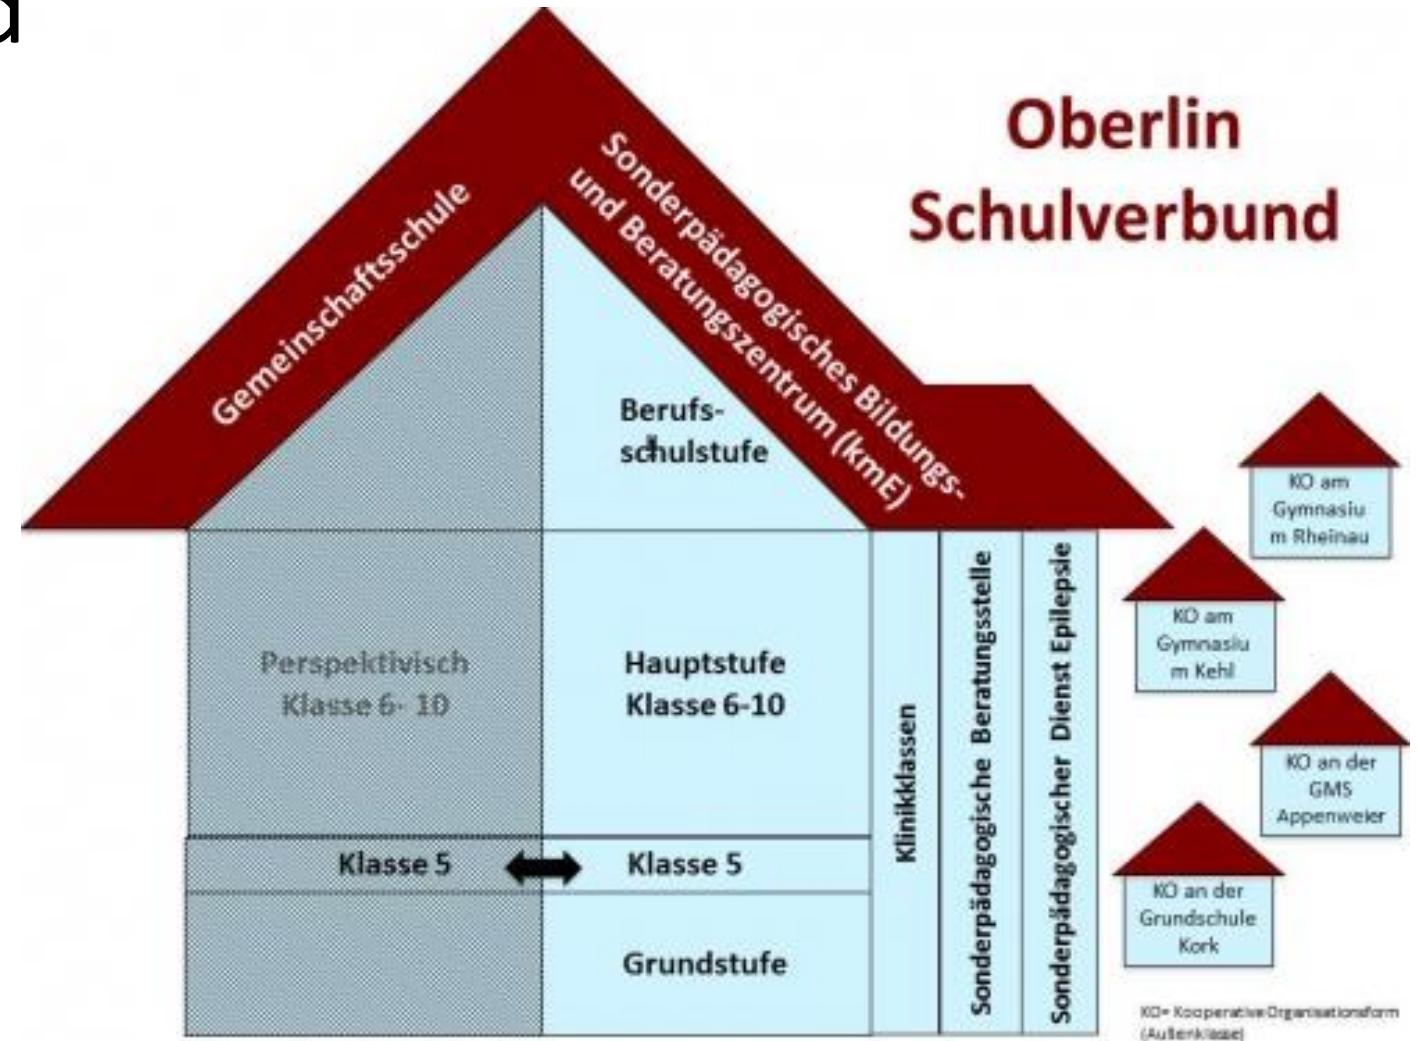 Oberlin
Schulverbund
Gemeinschaftsschule
Sonderpädagogisches Bildungs-
und Beratungszentrum (kmE)
Berufs-
schulstufe
Perspektivisch
Klasse 6- 10
Hauptstufe
Klasse 6-10
Klasse 5
Klasse 5
Grundstufe
Klinikklassen
Sonderpädagogische Beratungsstelle
Sonderpädagogischer Dienst Epilepsie
KO am
Gymnasiu
m Rheinau
KO am
Gymnasiu
m Kehl
KO an der
GMS
Appenweier
KO an der
Grundschule
Kork
KO= Kooperative Organisationsform
(Außenklasse)